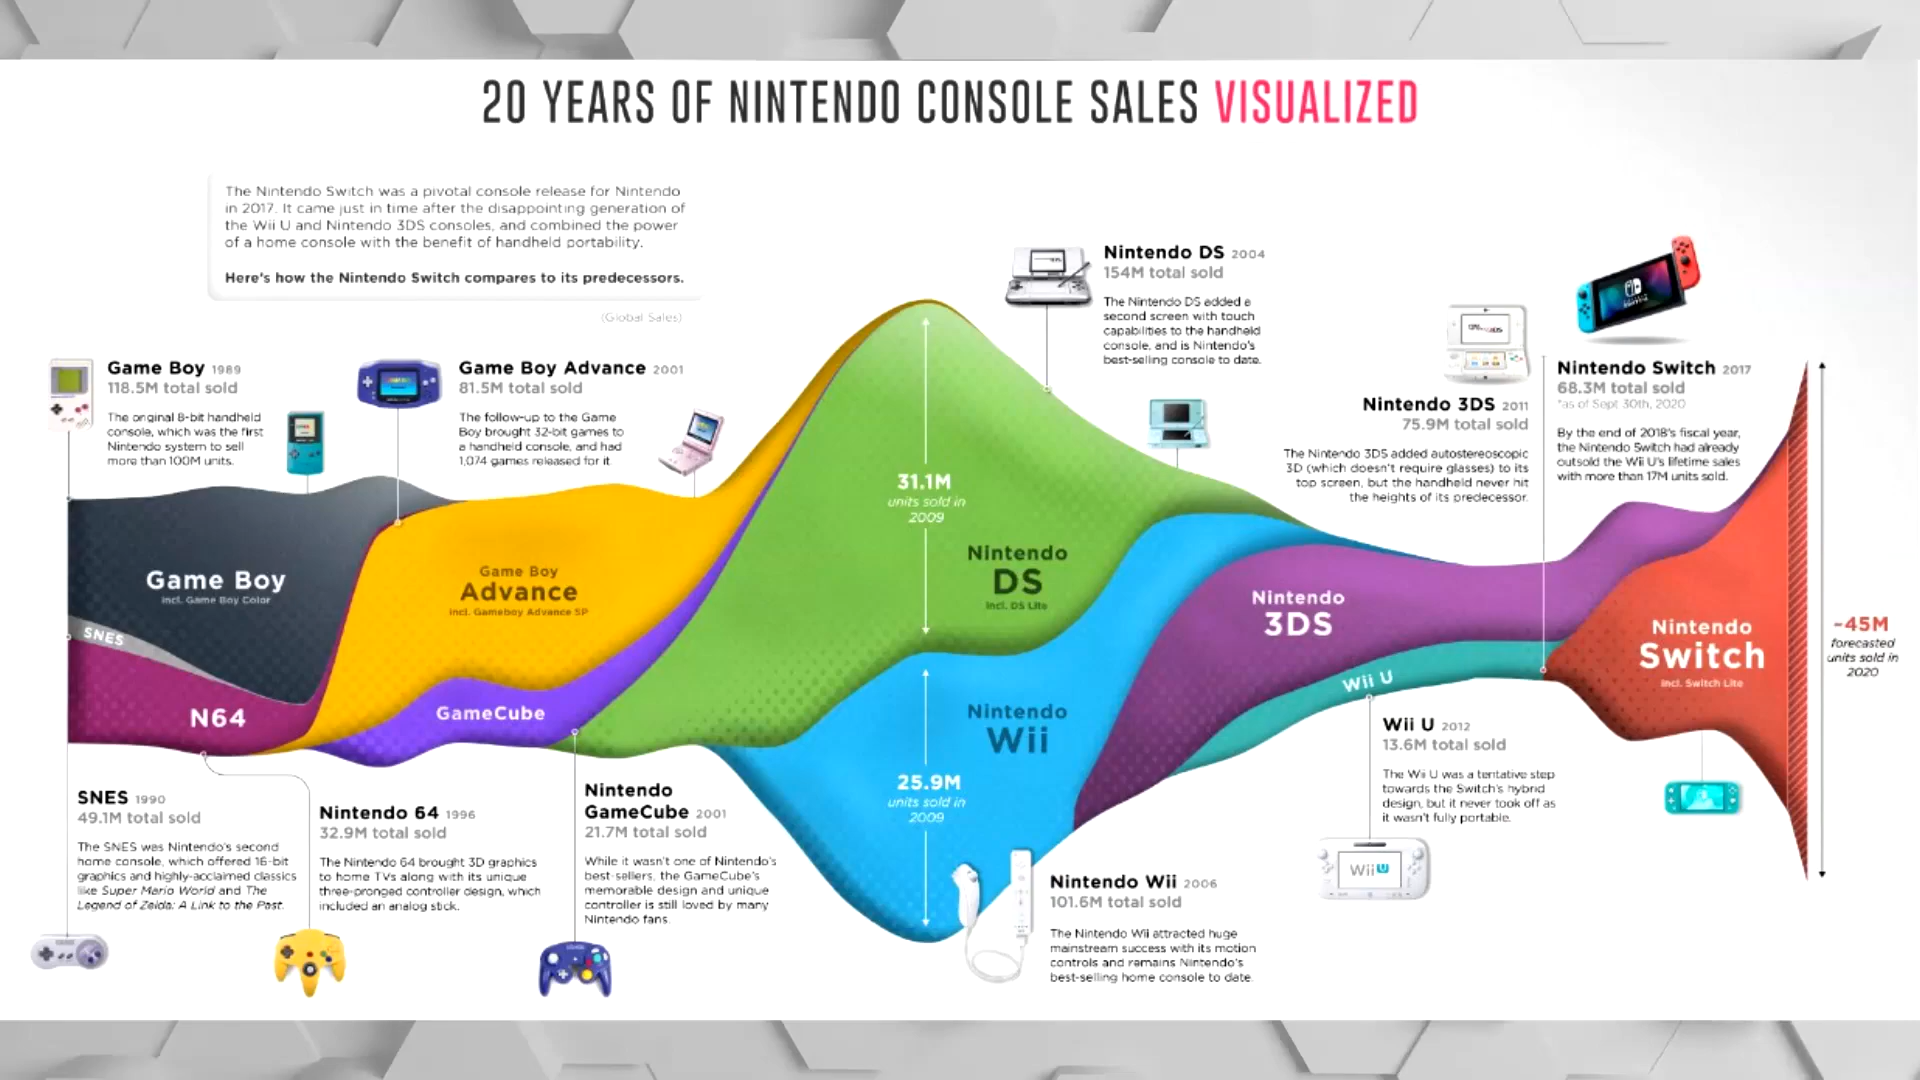 20 YEARS OF NINTENDO CONSOLE SALES VISUALIZED
The Nintendo Switch was a pivotal console release for Nintendo
in 2017. It came just in time after the disappointing generation of
the Wii U and Nintendo 3DS consoles, and combined the power
of a home console with the benefit of handheld portability.
Here's how the Nintendo Switch compares to its predecessors.
(Global Sales)
Game Boy 1989
118.5M total sold
The original 8-bit handheld
console, which was the first
Nintendo system to sell
more than 100M units.
Game Boy Advance 2001
81.5M total sold
The follow-up to the Game
Boy brought 32-bit games to
a handheld console, and had
1,074 games released for it.
Nintendo DS 2004
154M total sold
The Nintendo DS added a
second screen with touch
capabilities to the handheld
console, and is Nintendo's
best-selling console to date.
Nintendo 3DS 2011
75.9M total sold
The Nintendo 3DS added autostereoscopic
3D (which doesn't require glasses) to its
top screen, but the handheld never hit
the heights of its predecessor.
Nintendo Switch 2017
68.3M total sold
*as of Sept 30th, 2020
By the end of 2018's fiscal year,
the Nintendo Switch had already
outsold the Wii U's lifetime sales
with more than 17M units sold.
Game Boy
incl. Game Boy Color
SNES
N64
Game Boy
Advance
incl. Gameboy Advance SP
GameCube
31.1M
units sold in
2009
Nintendo
DS
incl. DS Lite
25.9M
units sold in
2009
Nintendo
Wii
Nintendo
3DS
Wii U
Nintendo
Switch
incl. Switch Lite
~45M
forecasted
units sold in
2020
SNES 1990
49.1M total sold
The SNES was Nintendo's second
home console, which offered 16-bit
graphics and highly-acclaimed classics
like Super Mario World and The
Legend of Zelda: A Link to the Past.
Nintendo 64 1996
32.9M total sold
The Nintendo 64 brought 3D graphics
to home TVs along with its unique
three-pronged controller design, which
included an analog stick.
Nintendo
GameCube 2001
21.7M total sold
While it wasn't one of Nintendo's
best-sellers, the GameCube's
memorable design and unique
controller is still loved by many
Nintendo fans.
Nintendo Wii 2006
101.6M total sold
The Nintendo Wii attracted huge
mainstream success with its motion
controls and remains Nintendo's
best-selling home console to date.
Wii U 2012
13.6M total sold
The Wii U was a tentative step
towards the Switch's hybrid
design, but it never took off as
it wasn't fully portable.
Wii U